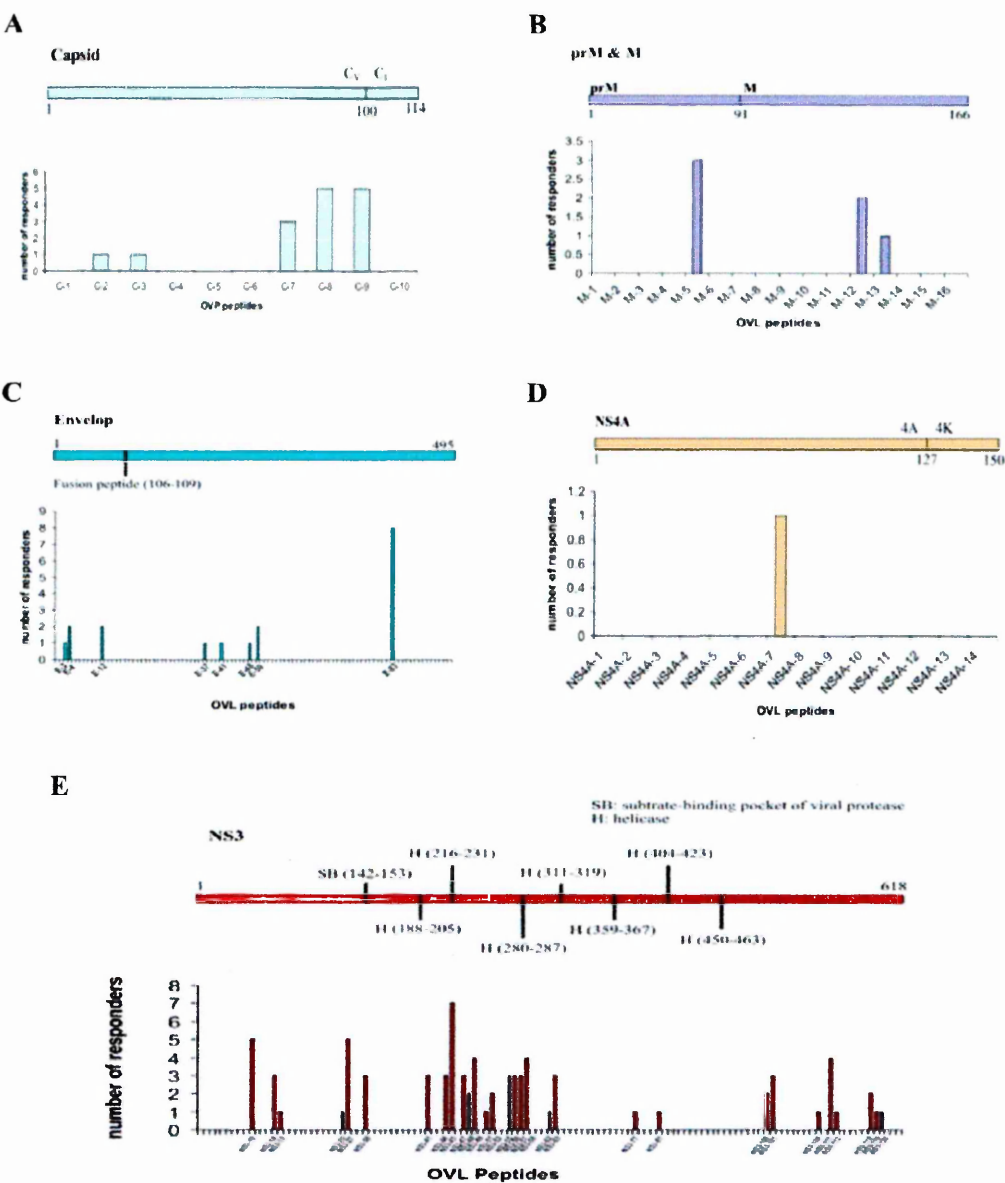 A
Capsid
1
100
114
number of responders
6
5
4
3
2
1
0
C-1 C-2 C-3 C-4 C-5 C-6 C-7 C-8 C-9 C-10
OVP peptides
B
prM & M
prM M
1 91 166
number of responders
3.5
3
2.5
2
1.5
1
0.5
0
M-1 M-2 M-3 M-4 M-5 M-6 M-7 M-8 M-9 M-10 M-11 M-12 M-13 M-14 M-15 M-16
OVL peptides
C
Envelop
1 495
Fusion peptide (106-109)
number of responders
9
8
7
6
5
4
3
2
1
0
OVL peptides
D
NS4A
4A 4K
1 127 150
number of responders
1.2
1
0.8
0.6
0.4
0.2
0
NS4A-1 NS4A-2 NS4A-3 NS4A-4 NS4A-5 NS4A-6 NS4A-7 NS4A-8 NS4A-9 NS4A-10 NS4A-11 NS4A-12 NS4A-13 NS4A-14
OVL peptides
E
SB: subtrate-binding pocket of viral protease
H: helicase
NS3
H (216-231) H (404-423)
SB (142-153) H (311-319)
1 618
H (188-205) H (359-367)
H (280-287) H (450-463)
number of responders
8
7
6
5
4
3
2
1
0
OVL Peptides